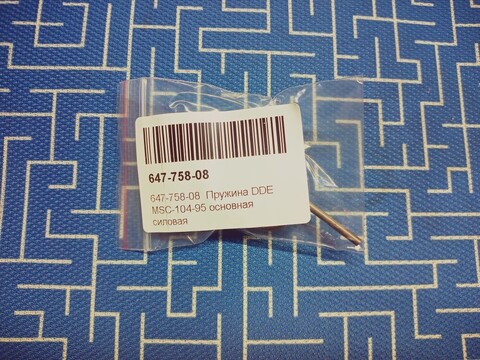 647-758-08
647-758-08 Пружина DDE
MSC-104-95 основная
силовая